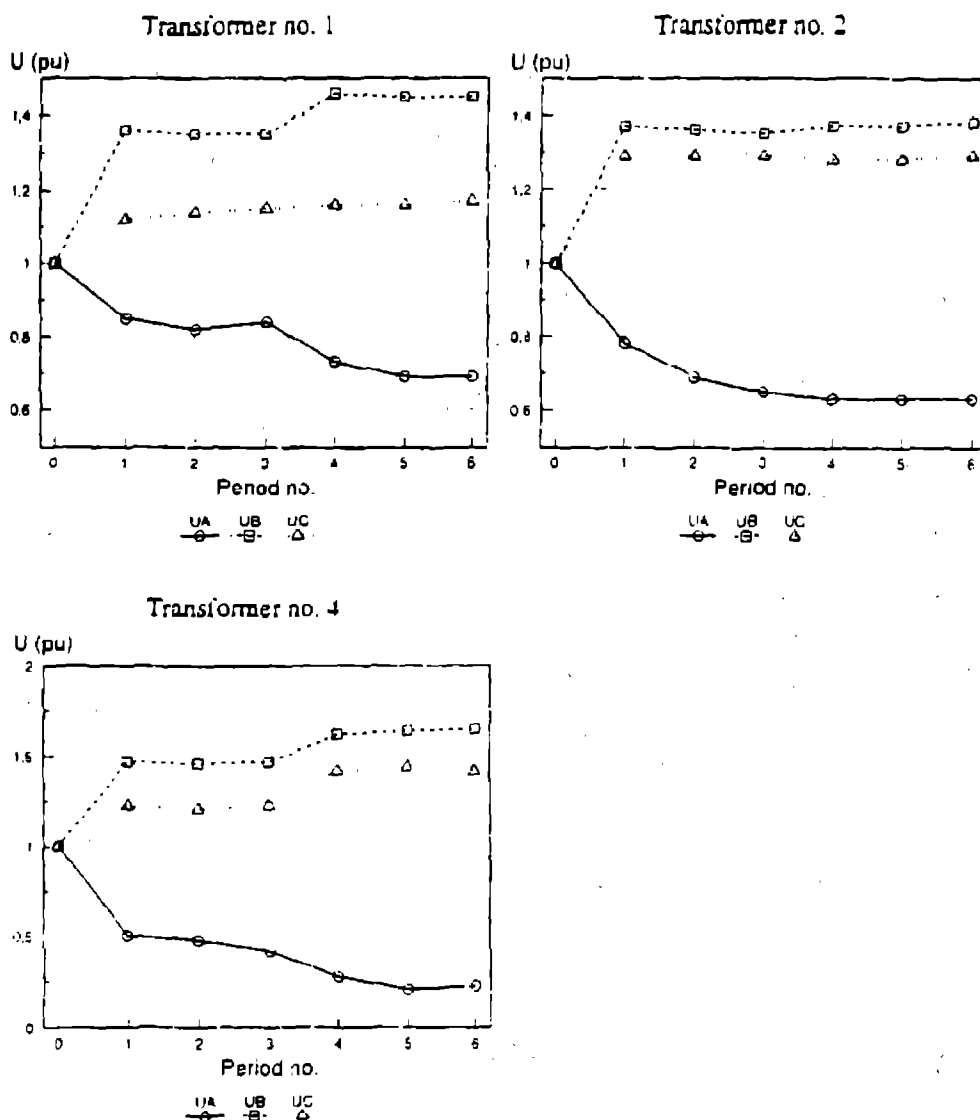 Transformer no. 1
U (pu)
1,4
1,2
1
0,8
0,6
0 1 2 3 4 5 6
Period no.
UA UB UC
Transformer no. 2
U (pu)
1,4
1,2
1
0,8
0,6
0 1 2 3 4 5 6
Period no.
UA UB UC
Transformer no. 4
U (pu)
2
1,5
1
0,5
0
0 1 2 3 4 5 6
Period no.
UA UB UC